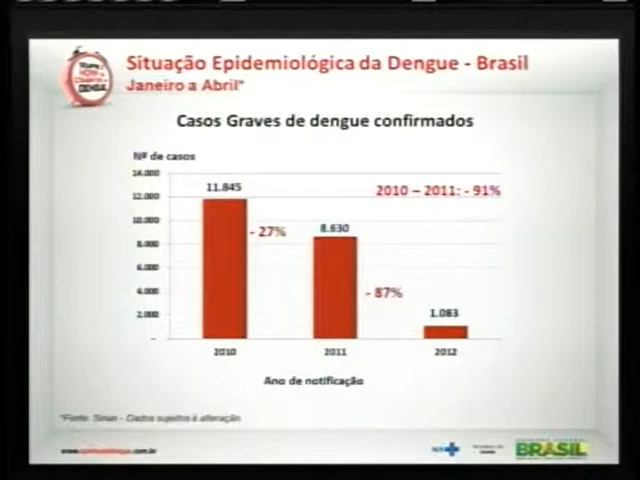 Situação Epidemiológica da Dengue - Brasil
Janeiro a Abril*
Casos Graves de dengue confirmados
Nº de casos
14.000
12.000
10.000
8.000
6.000
4.000
2.000
-
11.845
8.630
1.083
2010 – 2011: - 91%
- 27%
- 87%
2010
2011
2012
Ano de notificação
*Fonte: Sinan - Dados sujeitos à alteração
SUS
BRASIL